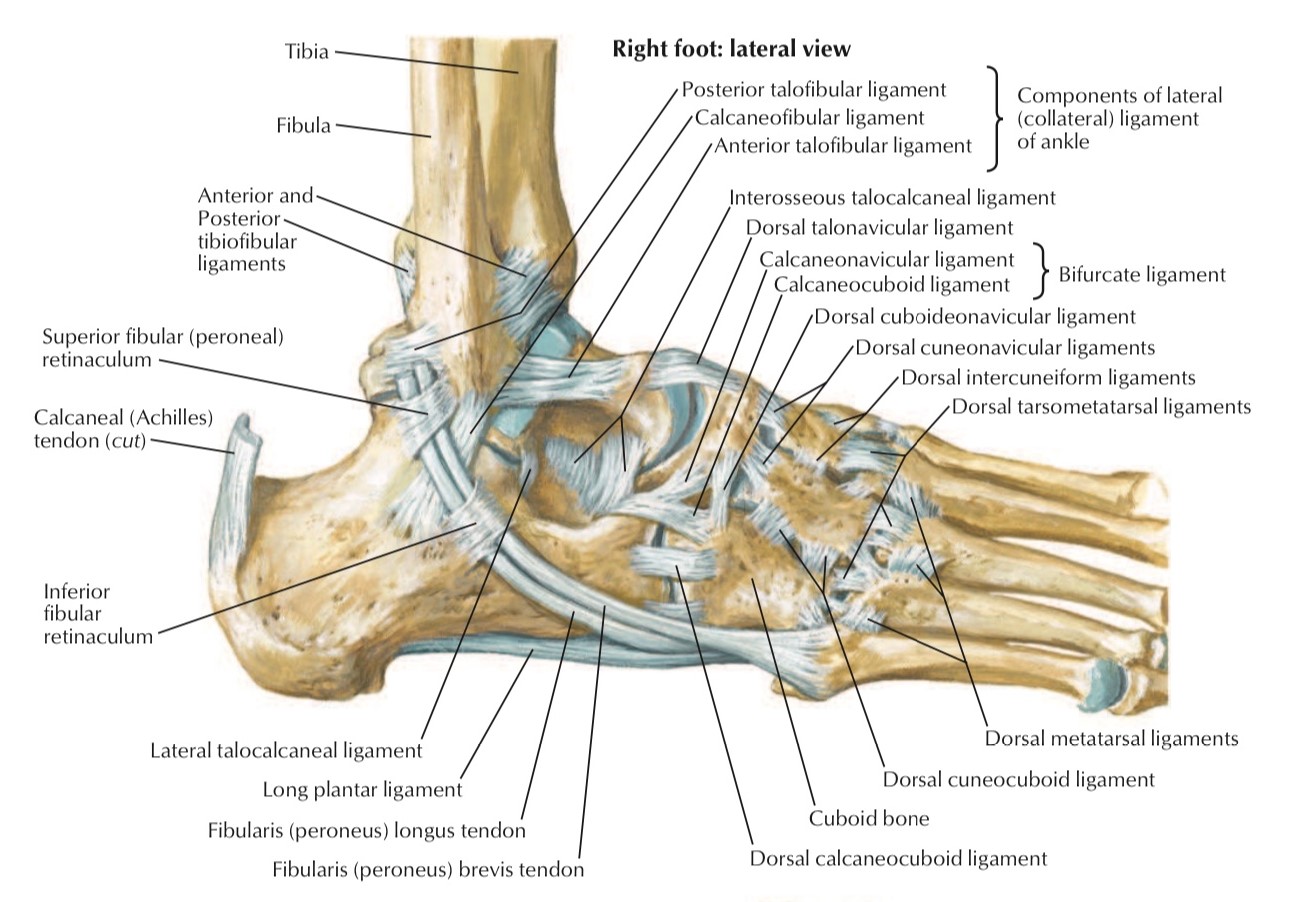 Right foot: lateral view
Tibia
Fibula
Anterior and
Posterior
tibiofibular
ligaments
Superior fibular (peroneal)
retinaculum
Calcaneal (Achilles)
tendon (cut)
Inferior
fibular
retinaculum
Posterior talofibular ligament
Calcaneofibular ligament
Anterior talofibular ligament
Components of lateral
(collateral) ligament
of ankle
Interosseous talocalcaneal ligament
Dorsal talonavicular ligament
Calcaneonavicular ligament
Calcaneocuboid ligament
Bifurcate ligament
Dorsal cuboideonavicular ligament
Dorsal cuneonavicular ligaments
Dorsal intercuneiform ligaments
Dorsal tarsometatarsal ligaments
Lateral talocalcaneal ligament
Long plantar ligament
Fibularis (peroneus) longus tendon
Fibularis (peroneus) brevis tendon
Dorsal metatarsal ligaments
Dorsal cuneocuboid ligament
Cuboid bone
Dorsal calcaneocuboid ligament